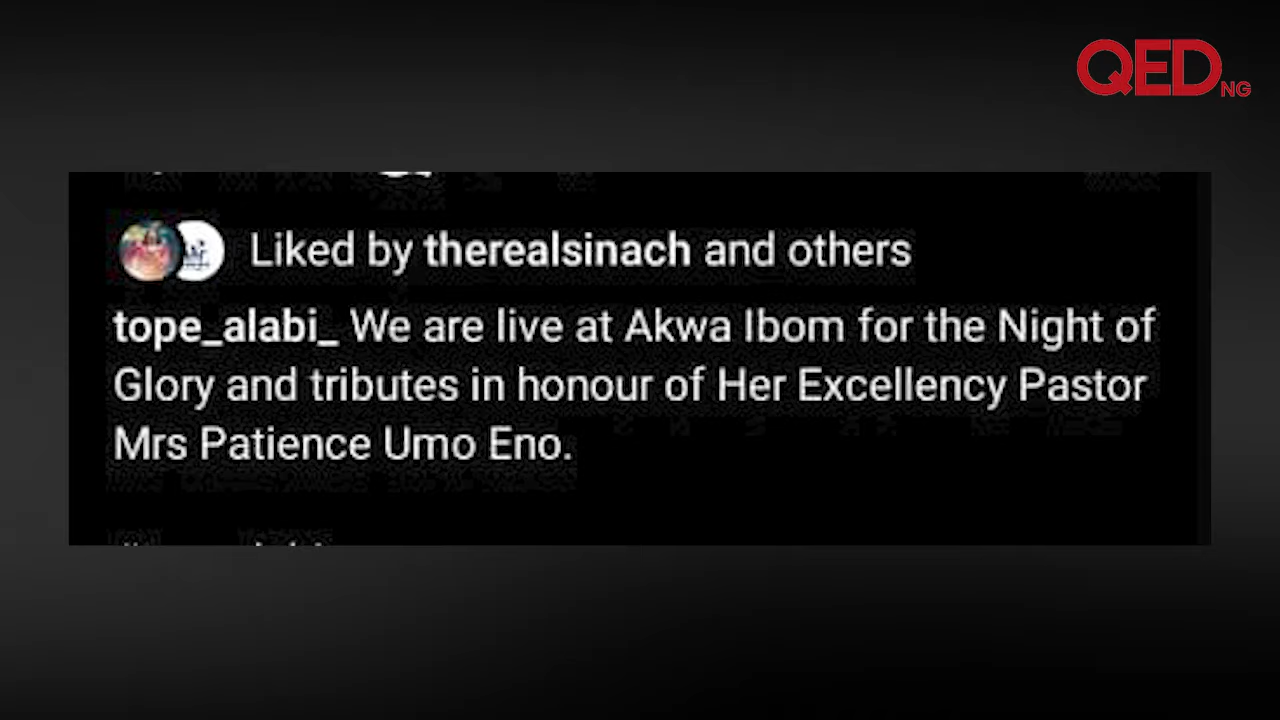 QED NG
Liked by therealsinach and others
tope_alabi_ We are live at Akwa Ibom for the Night of
Glory and tributes in honour of Her Excellency Pastor
Mrs Patience Umo Eno.